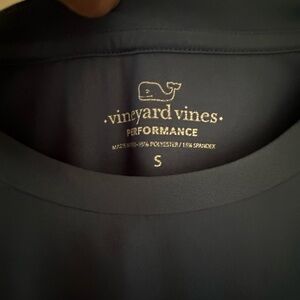 ·vineyard vines·
PERFORMANCE
POLYESTER / 15% SPANDEX
S